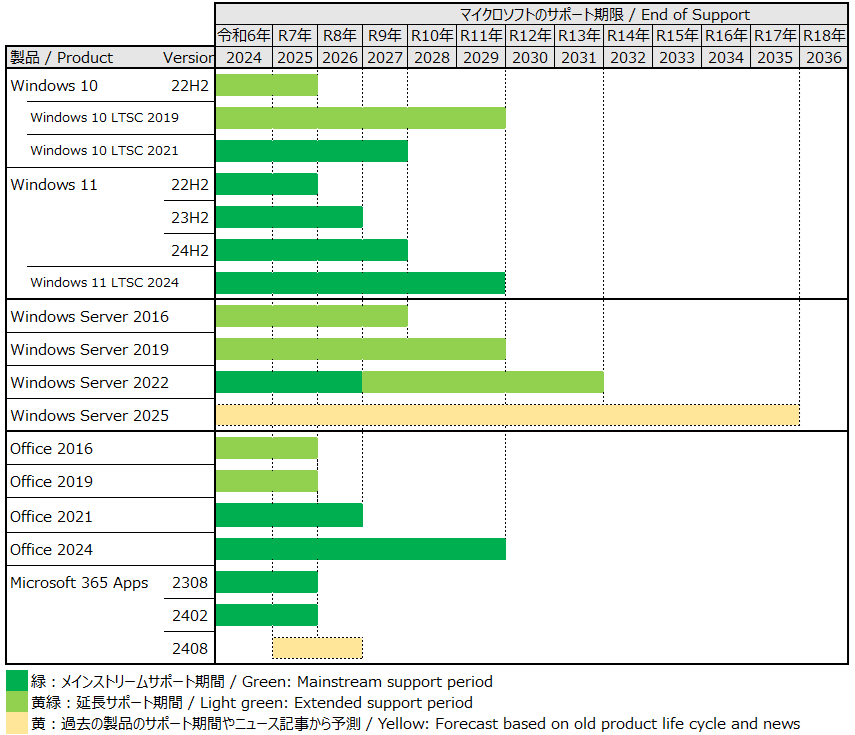 マイクロソフトのサポート期限 / End of Support
令和6年 R7年 R8年 R9年 R10年 R11年 R12年 R13年 R14年 R15年 R16年 R17年 R18年
製品 / Product Version 2024 2025 2026 2027 2028 2029 2030 2031 2032 2033 2034 2035 2036
Windows 10 22H2
Windows 10 LTSC 2019
Windows 10 LTSC 2021
Windows 11 22H2
23H2
24H2
Windows 11 LTSC 2024
Windows Server 2016
Windows Server 2019
Windows Server 2022
Windows Server 2025
Office 2016
Office 2019
Office 2021
Office 2024
Microsoft 365 Apps 2308
2402
2408
緑：メインストリームサポート期間 / Green: Mainstream support period
黄緑：延長サポート期間 / Light green: Extended support period
黄：過去の製品のサポート期間やニュース記事から予測 / Yellow: Forecast based on old product life cycle and news